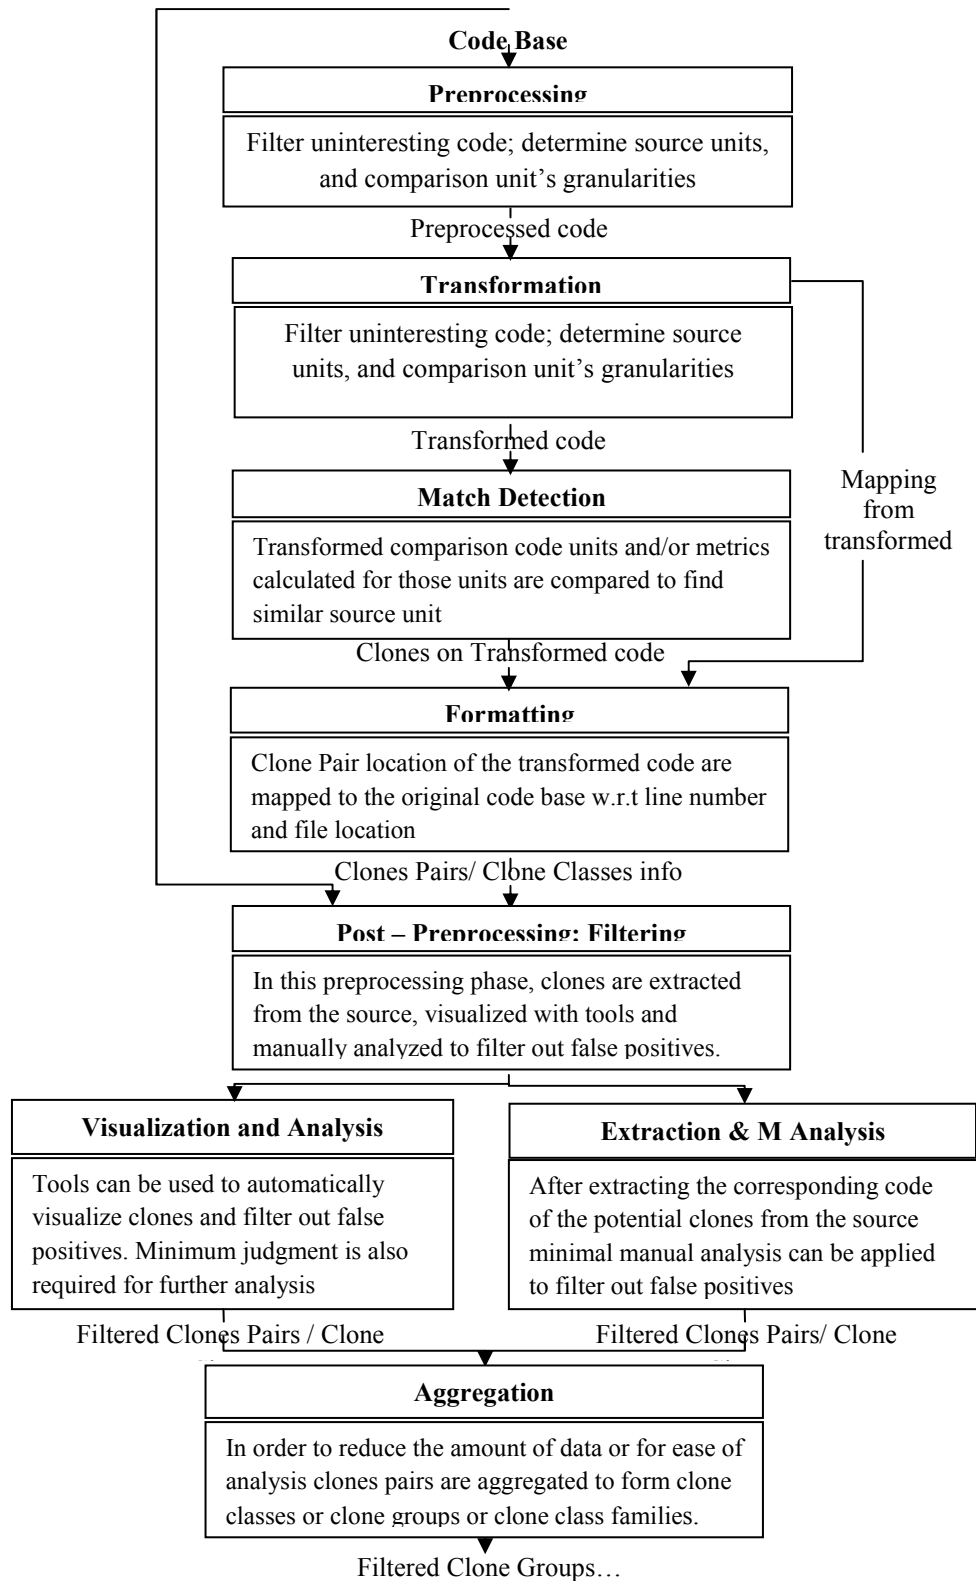 Code Base
Preprocessing
Filter uninteresting code; determine source units,
and comparison unit's granularities
Preprocessed code
Transformation
Filter uninteresting code; determine source
units, and comparison unit's granularities
Transformed code
Match Detection
Transformed comparison code units and/or metrics
calculated for those units are compared to find
similar source unit
Mapping
from
transformed
Clones on Transformed code
Formatting
Clone Pair location of the transformed code are
mapped to the original code base w.r.t line number
and file location
Clones Pairs/ Clone Classes info
Post – Preprocessing: Filtering
In this preprocessing phase, clones are extracted
from the source, visualized with tools and
manually analyzed to filter out false positives.
Visualization and Analysis
Tools can be used to automatically
visualize clones and filter out false
positives. Minimum judgment is also
required for further analysis
Filtered Clones Pairs / Clone
Extraction & M Analysis
After extracting the corresponding code
of the potential clones from the source
minimal manual analysis can be applied
to filter out false positives
Filtered Clones Pairs/ Clone
Aggregation
In order to reduce the amount of data or for ease of
analysis clones pairs are aggregated to form clone
classes or clone groups or clone class families.
Filtered Clone Groups…